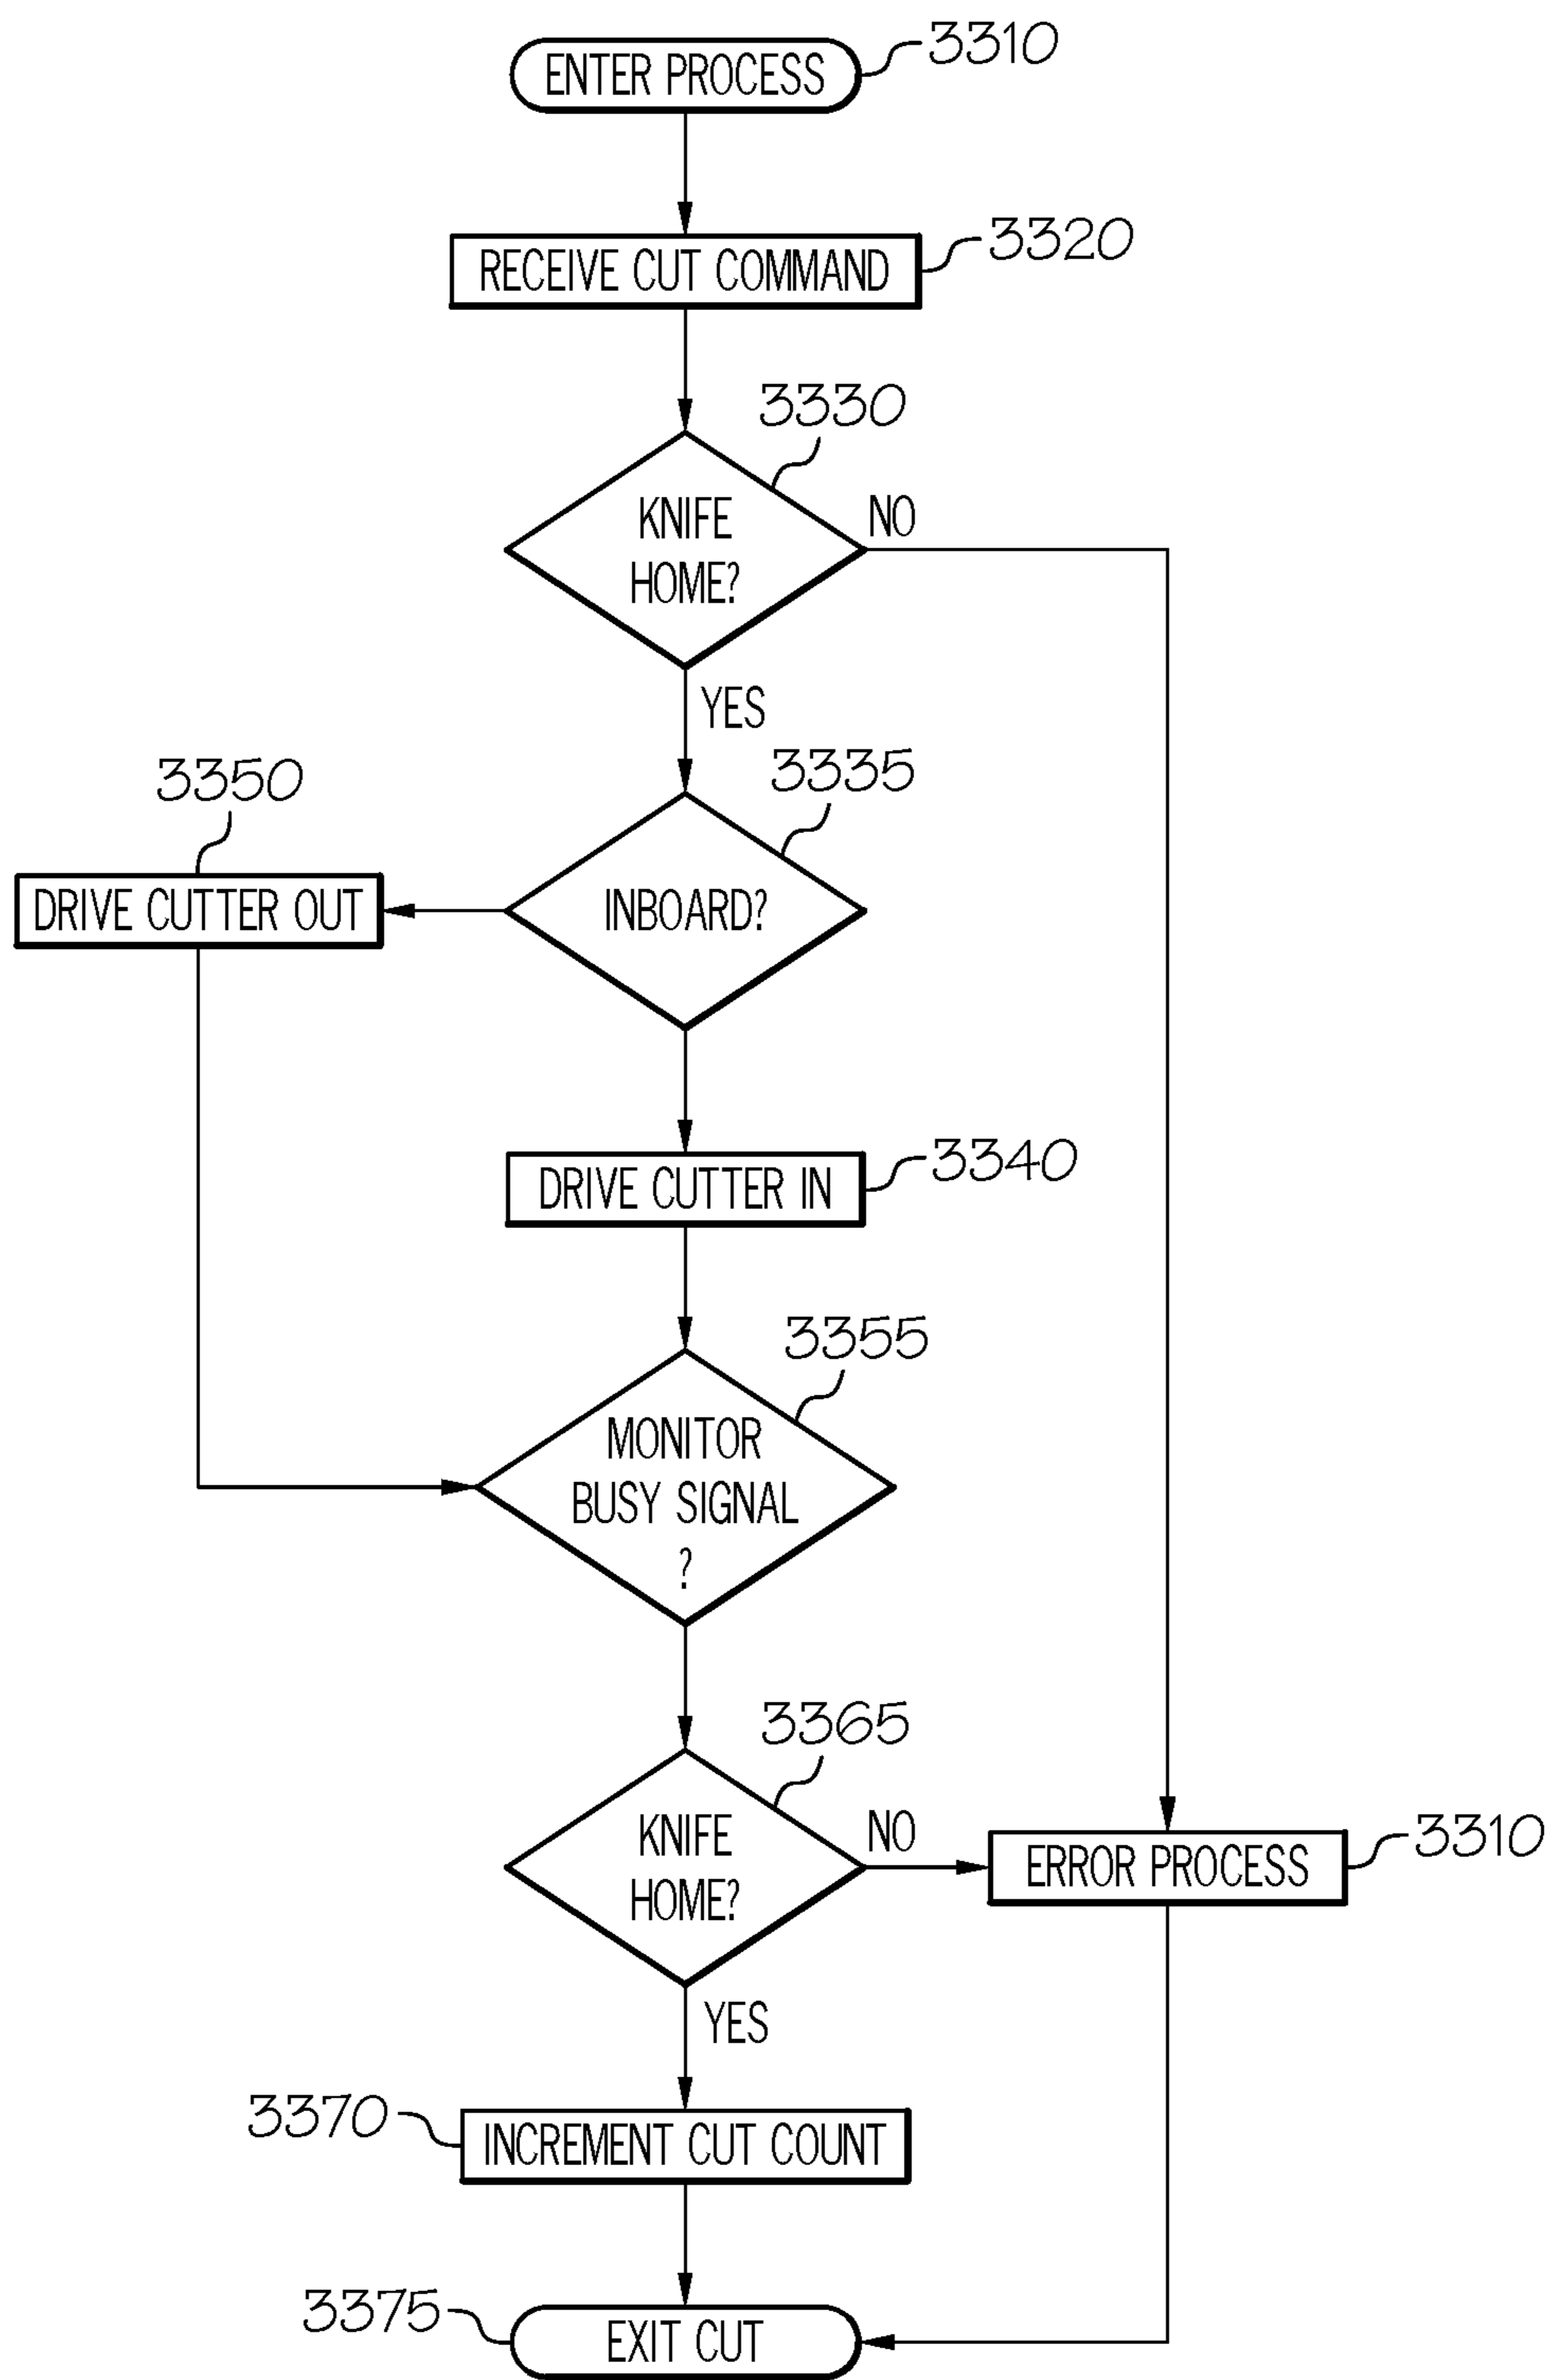 ENTER PROCESS
3310
RECEIVE CUT COMMAND
3320
3330
KNIFE
HOME?
NO
YES
3335
3350
DRIVE CUTTER OUT
INBOARD?
3340
DRIVE CUTTER IN
3355
MONITOR
BUSY SIGNAL
?
3365
KNIFE
HOME?
NO
ERROR PROCESS
3310
YES
3370
INCREMENT CUT COUNT
3375
EXIT CUT